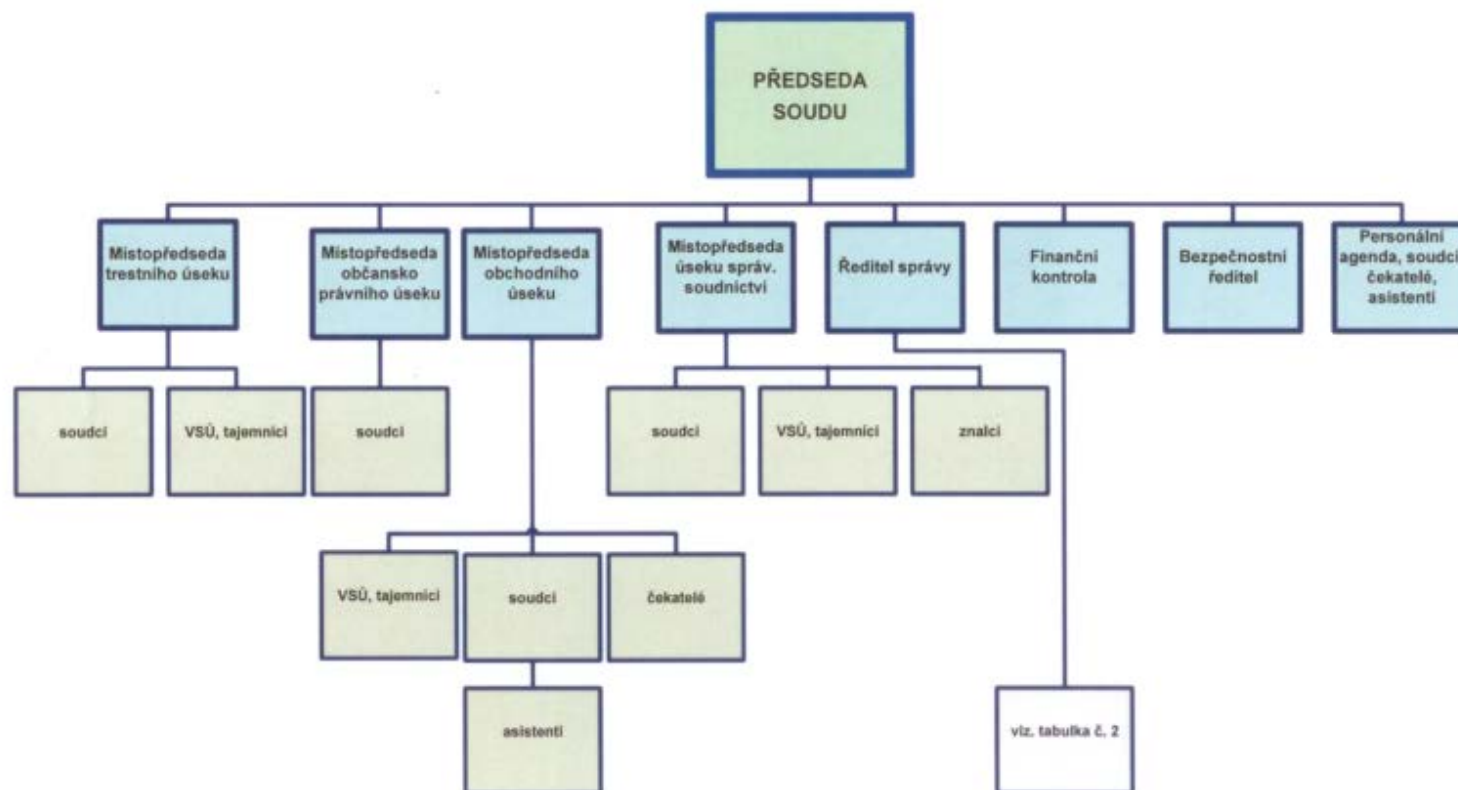 PŘEDSEDA
SOUDU
Místopředseda
trestního úseku
Místopředseda
občansko
právního úseku
Místopředseda
obchodního
úseku
Místopředseda
úseku správ.
soudnictví
Ředitel správy
Finanční
kontrola
Bezpečnostní
ředitel
Personální
agenda, soudci,
čekatelé,
asistenti
soudci
VSÚ, tajemníci
soudci
soudci
VSÚ, tajemníci
znalci
VSÚ, tajemníci
soudci
čekatelé
asistenti
viz. tabulka č. 2